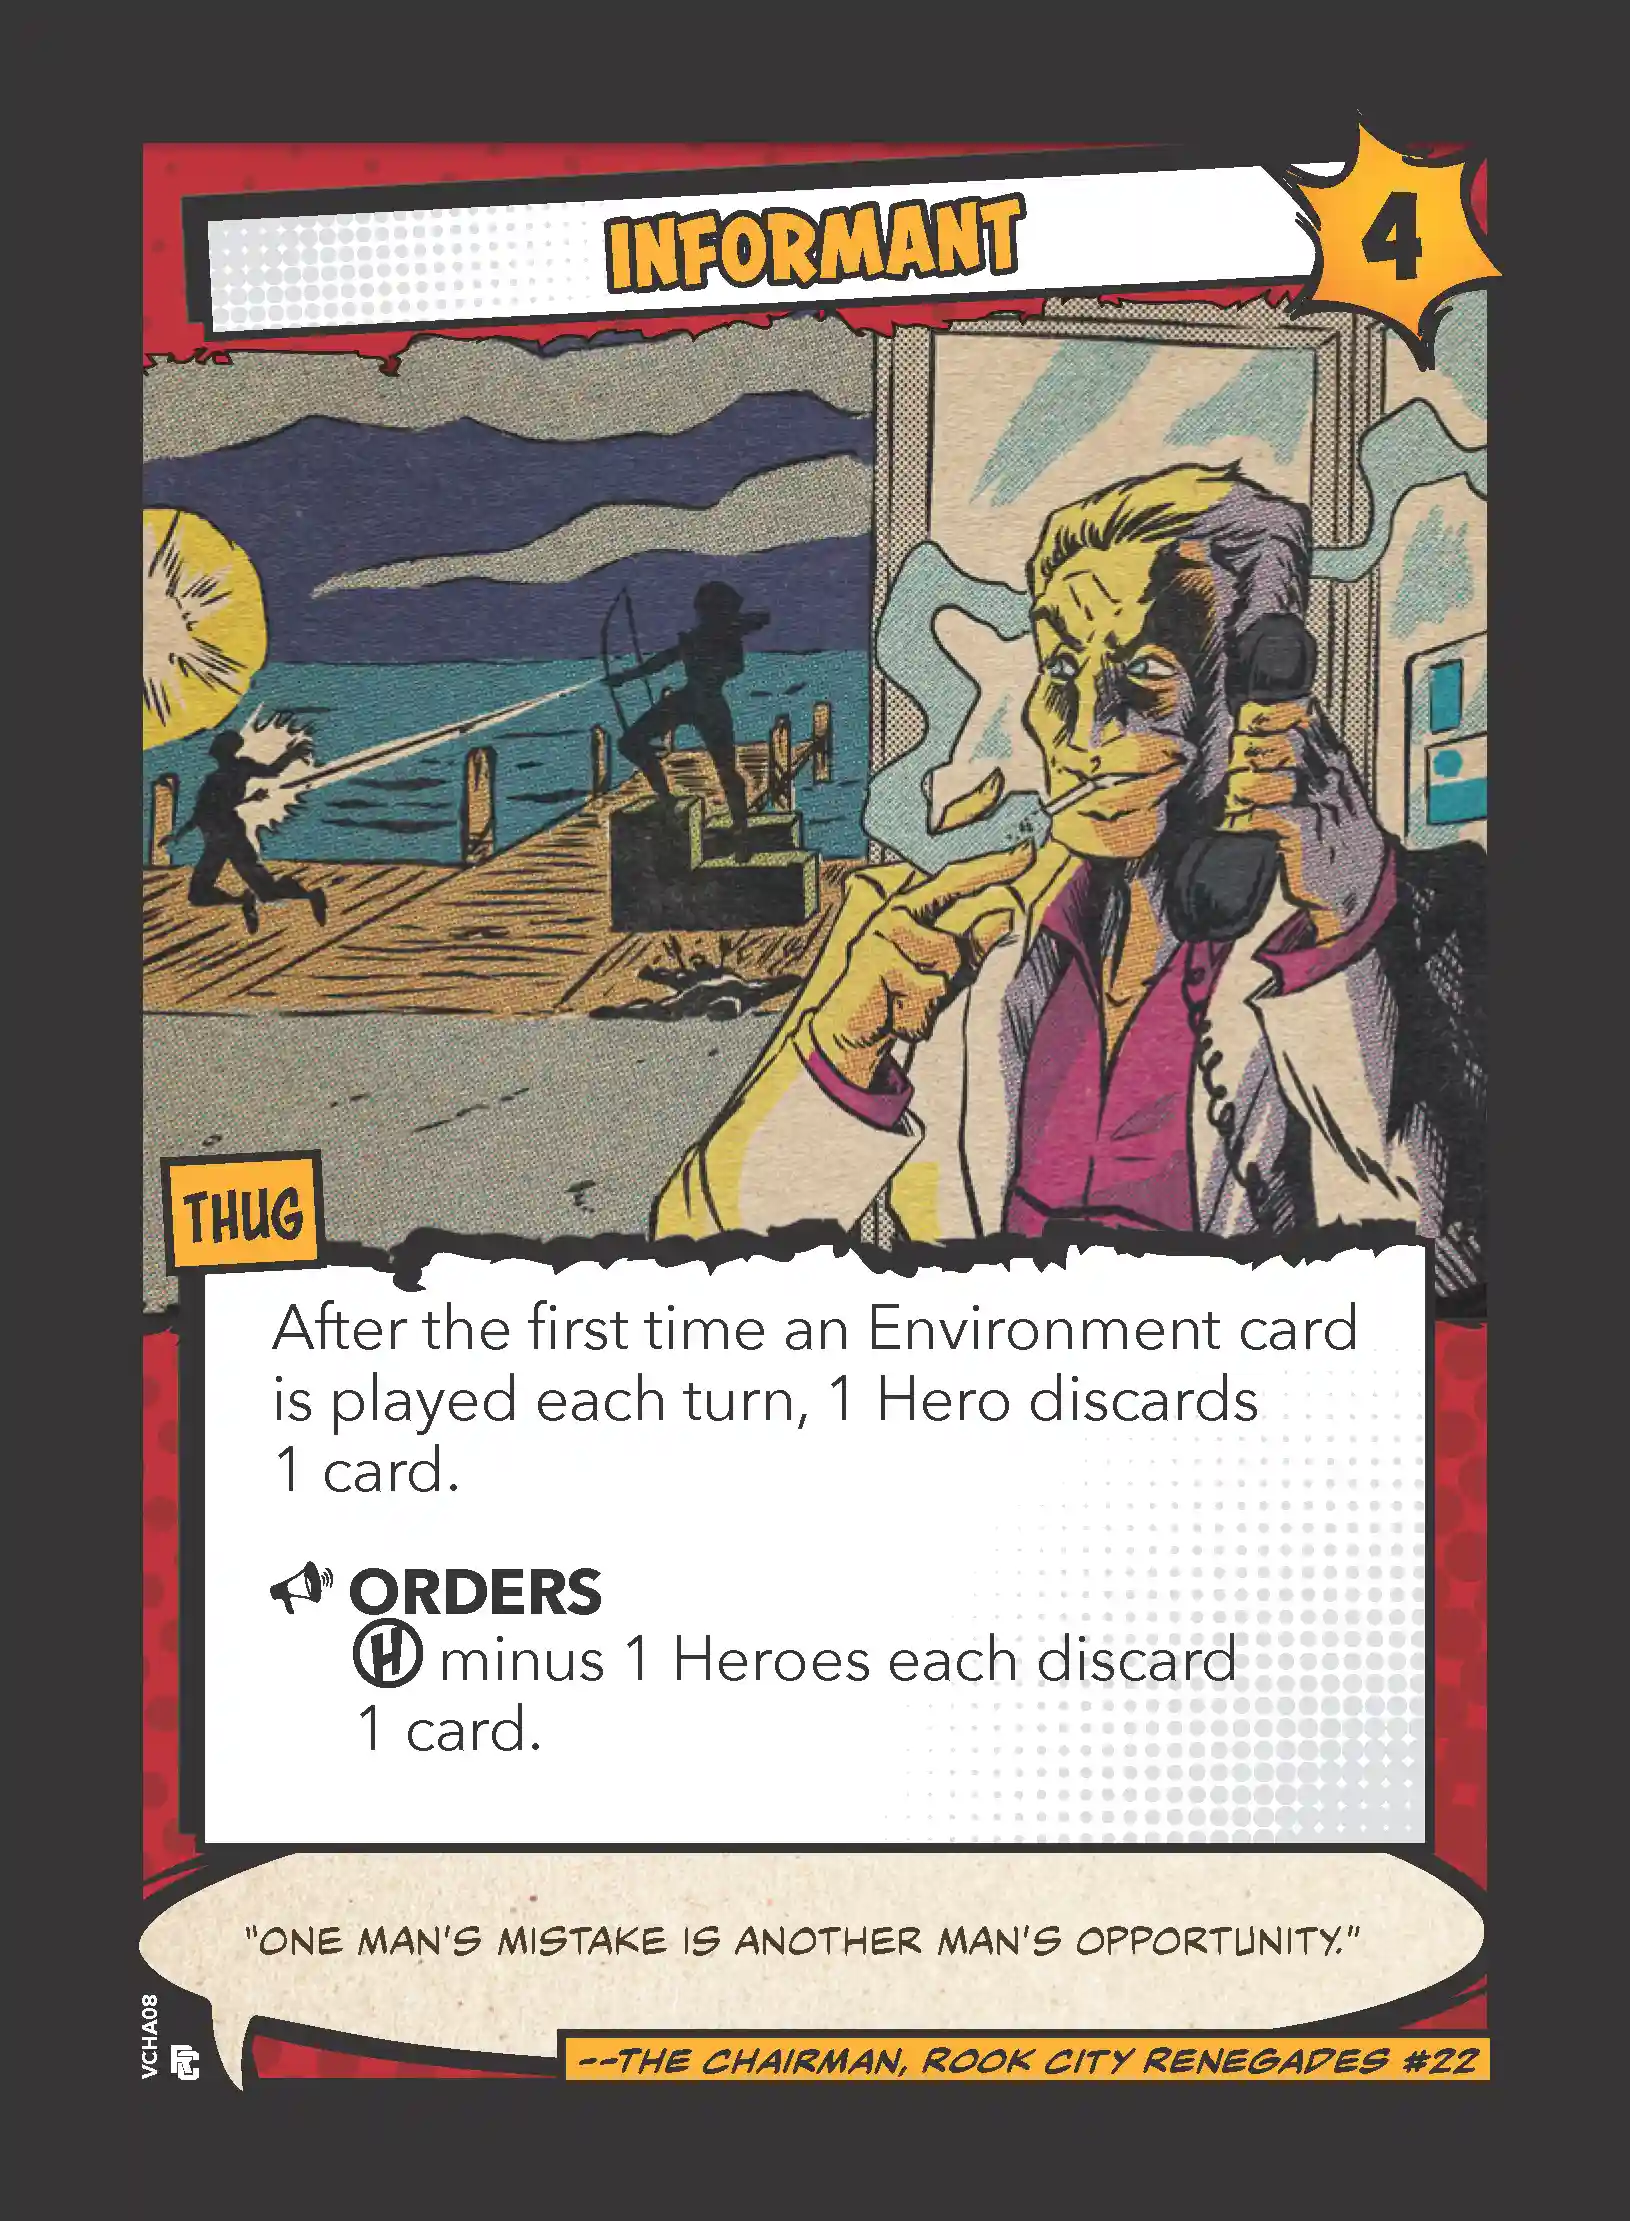 INFORMANT
4
THUG
After the first time an Environment card
is played each turn, 1 Hero discards
1 card.
ORDERS
H minus 1 Heroes each discard
1 card.
"ONE MAN'S MISTAKE IS ANOTHER MAN'S OPPORTUNITY."
--THE CHAIRMAN, ROOK CITY RENEGADES #22
VCHA08